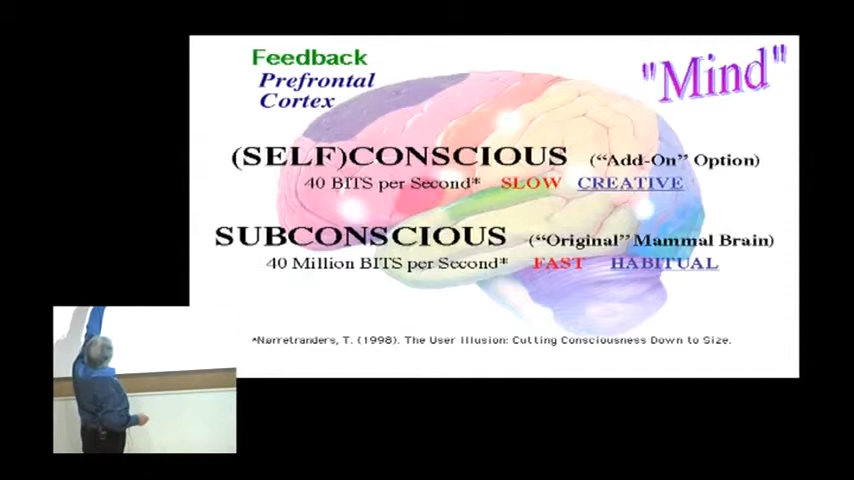 Feedback
Prefrontal
Cortex
"Mind"
(SELF)CONSCIOUS ("Add-On" Option)
40 BITS per Second* SLOW CREATIVE
SUBCONSCIOUS ("Original" Mammal Brain)
40 Million BITS per Second* FAST HABITUAL
*Nørretranders, T. (1998). The User Illusion: Cutting Consciousness Down to Size.